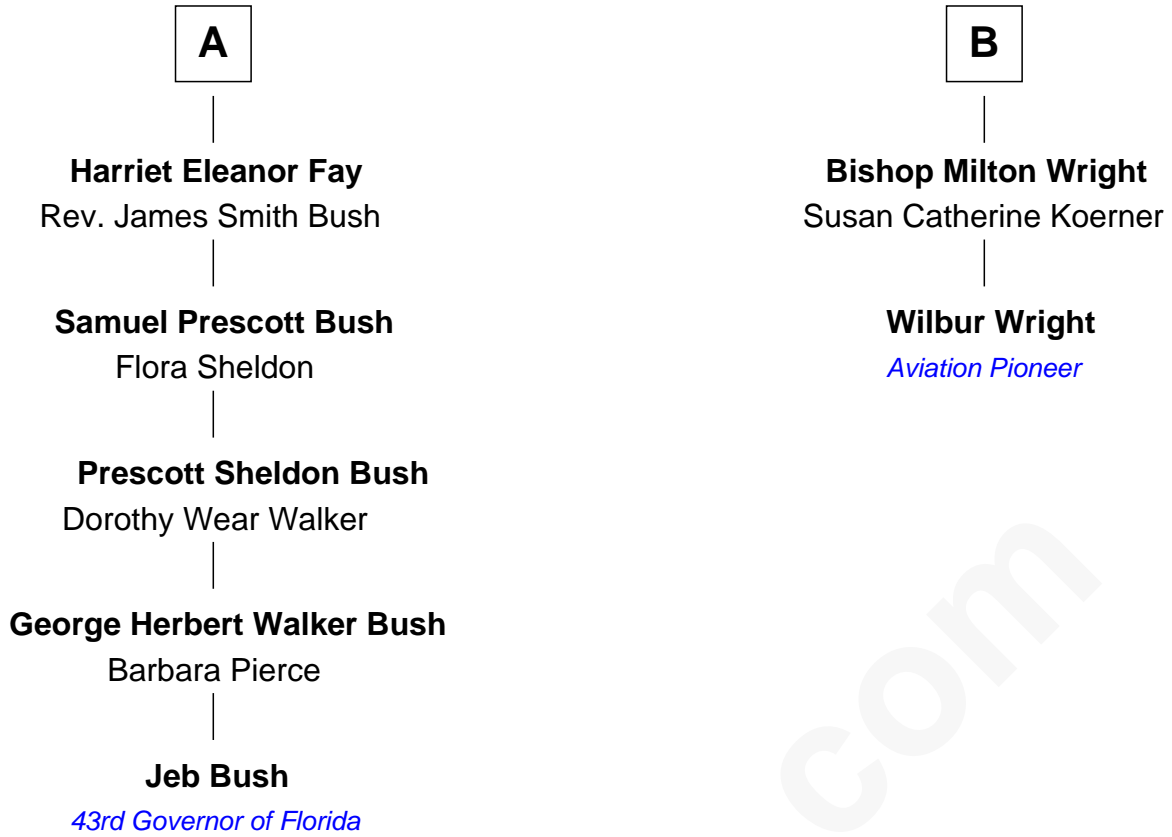 A
Harriet Eleanor Fay
Rev. James Smith Bush
Samuel Prescott Bush
Flora Sheldon
Prescott Sheldon Bush
Dorothy Wear Walker
George Herbert Walker Bush
Barbara Pierce
Jeb Bush
43rd Governor of Florida
B
Bishop Milton Wright
Susan Catherine Koerner
Wilbur Wright
Aviation Pioneer
com